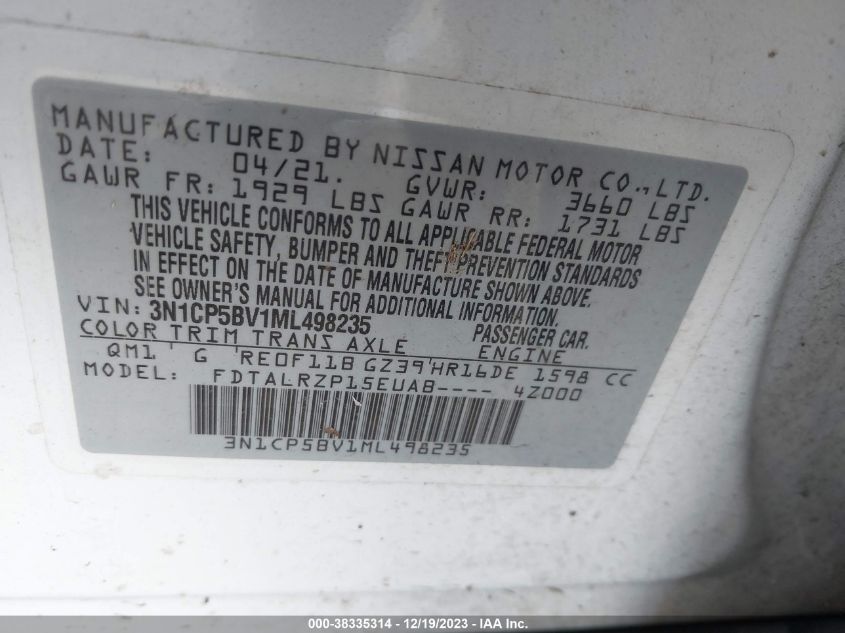 MANUFACTURED BY NISSAN MOTOR CO.,LTD.
DATE: 04/21. GVWR: 3660 LBS
GAWR FR: 1929 LBS GAWR RR: 1731 LBS
THIS VEHICLE CONFORMS TO ALL APPLICABLE FEDERAL MOTOR
VEHICLE SAFETY, BUMPER AND THEFT PREVENTION STANDARDS
IN EFFECT ON THE DATE OF MANUFACTURE SHOWN ABOVE.
SEE OWNER'S MANUAL FOR ADDITIONAL INFORMATION.
VIN: 3N1CP5BV1ML498235 PASSENGER CAR.
COLOR TRIM TRANS AXLE ENGINE
QM1 ' G 'RE0F11B GZ39'HR16DE 1598 CC
MODEL: FDTALRZP15EUAB---- 4Z000
3N1CP5BV1ML498235
000-38335314 - 12/19/2023 - IAA Inc.